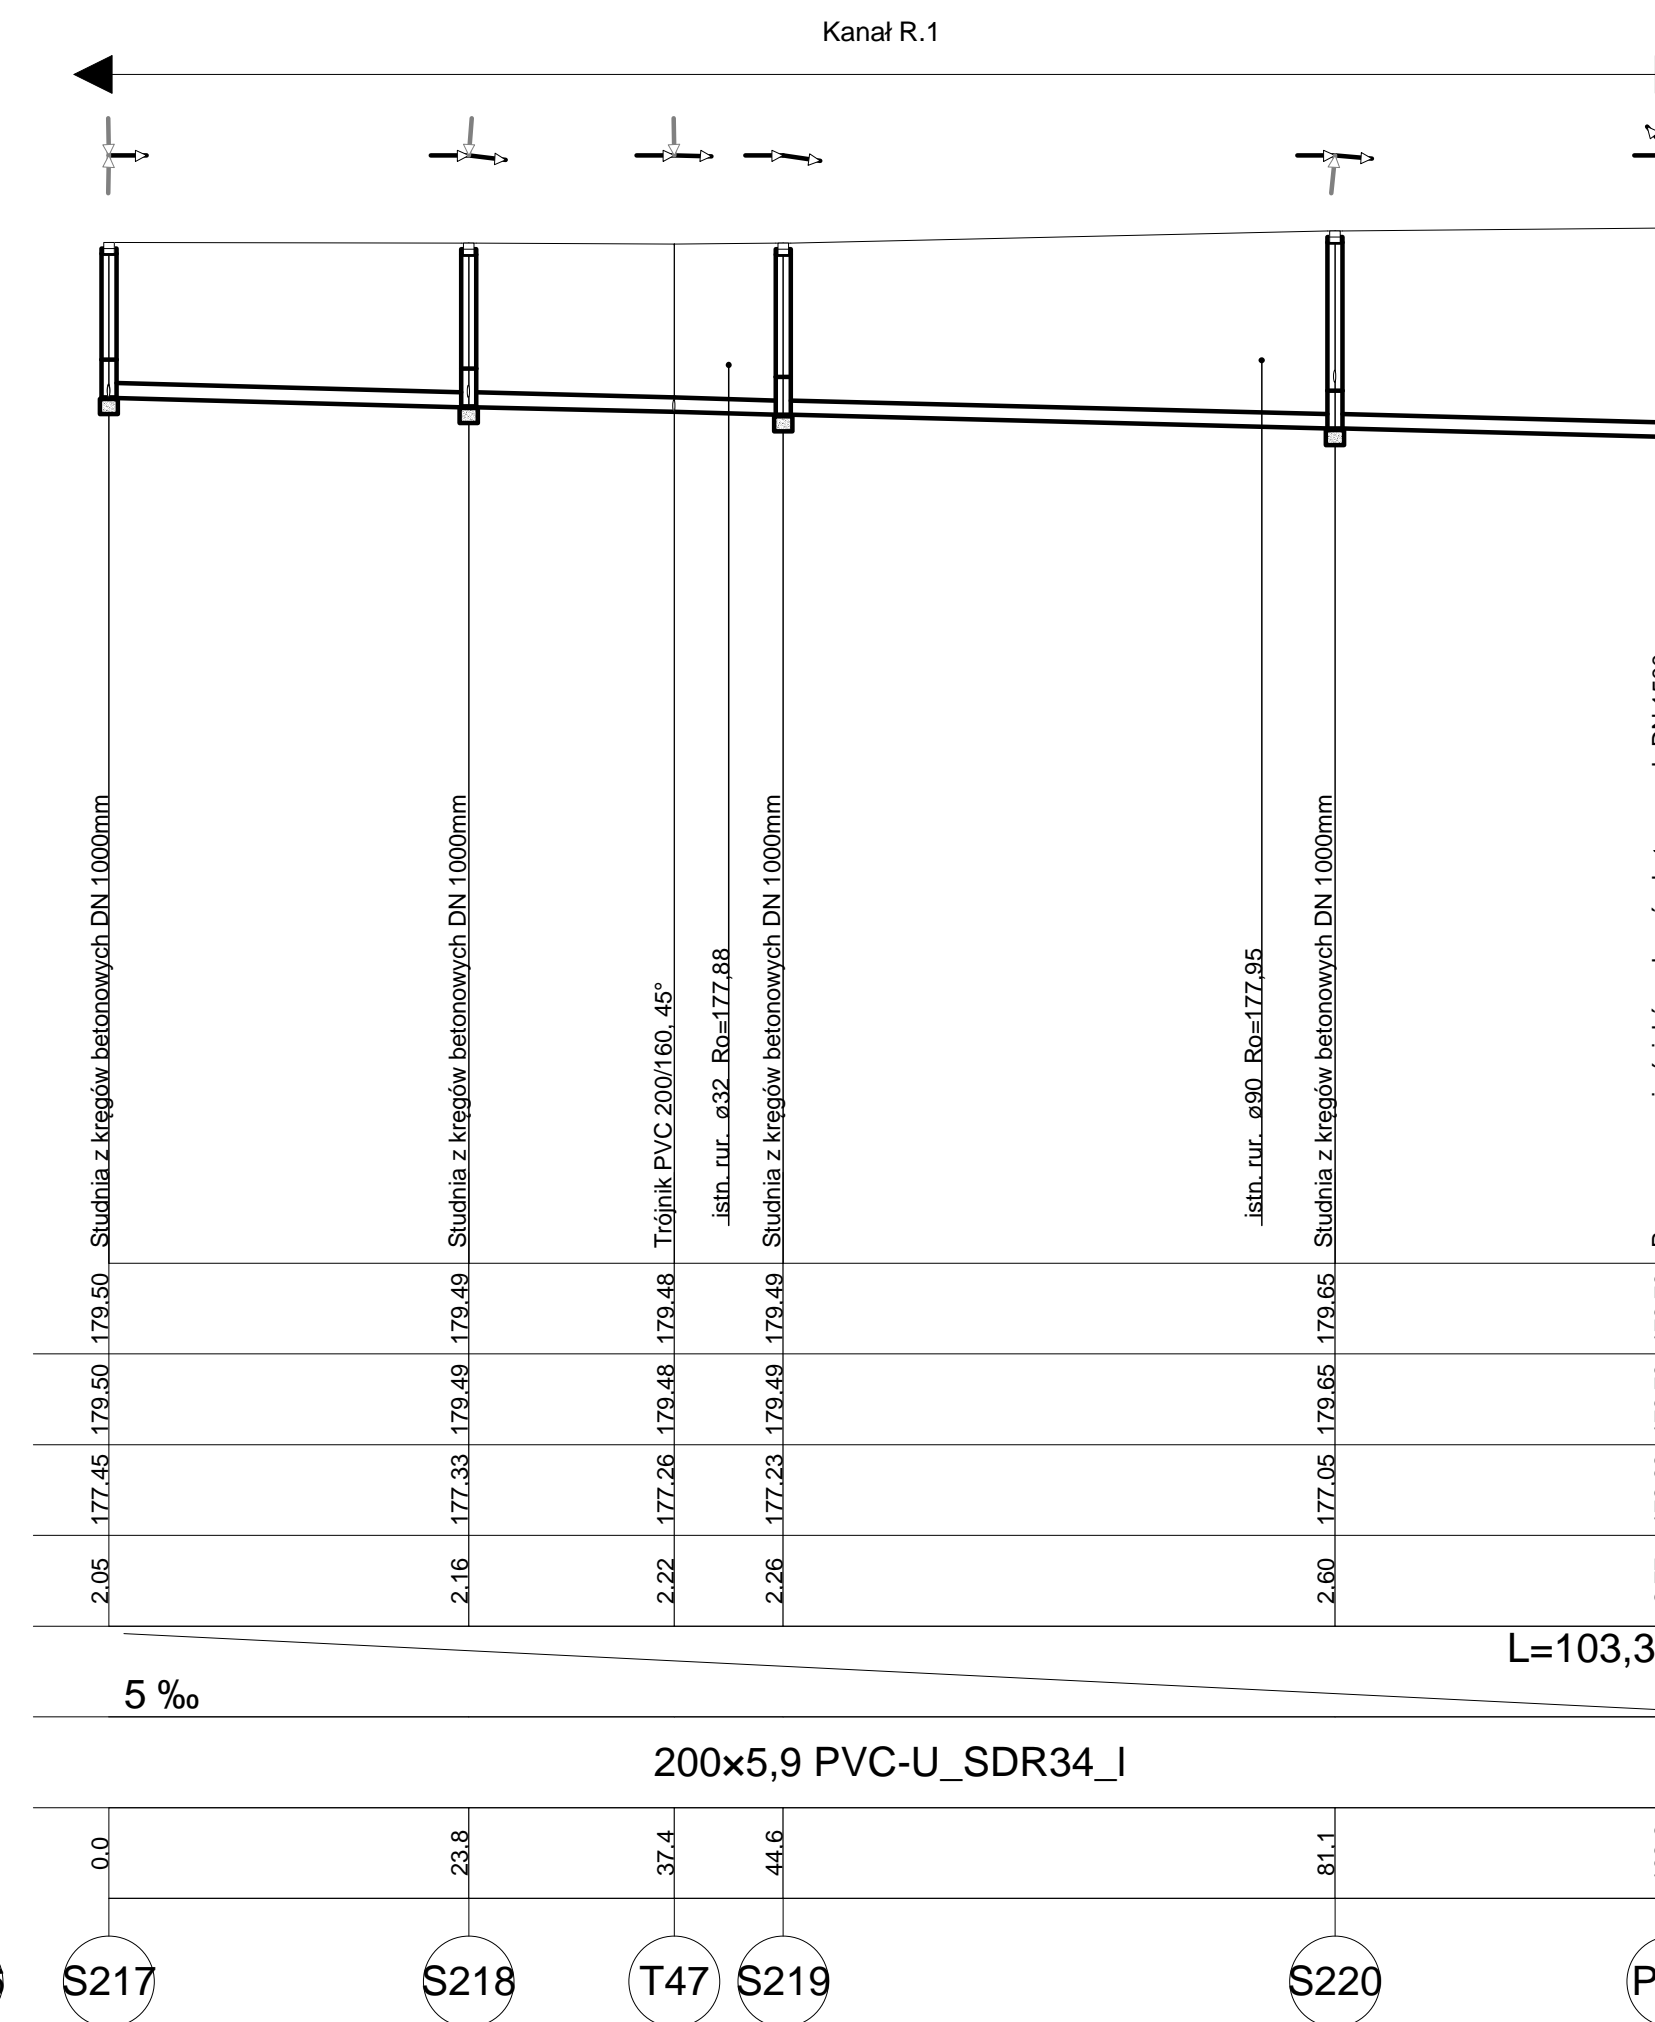 Kanał R.1
Studnia z kręgów betonowych DN 1000mm
Studnia z kręgów betonowych DN 1000mm
Trójnik PVC 200/160, 45°
istn. rur. ø32 Ro=177,88
Studnia z kręgów betonowych DN 1000mm
istn. rur. ø90 Ro=177,95
Studnia z kręgów betonowych DN 1000mm
179.50 179.49 179.48 179.49 179.65
179.50 179.49 179.48 179.49 179.65
177.45 177.33 177.26 177.23 177.05
2.05 2.16 2.22 2.26 2.60
L=103,3
5 ‰
200×5,9 PVC-U_SDR34_l
0.0 23.8 37.4 44.6 81.1
S217 S218 T47 S219 S220 P